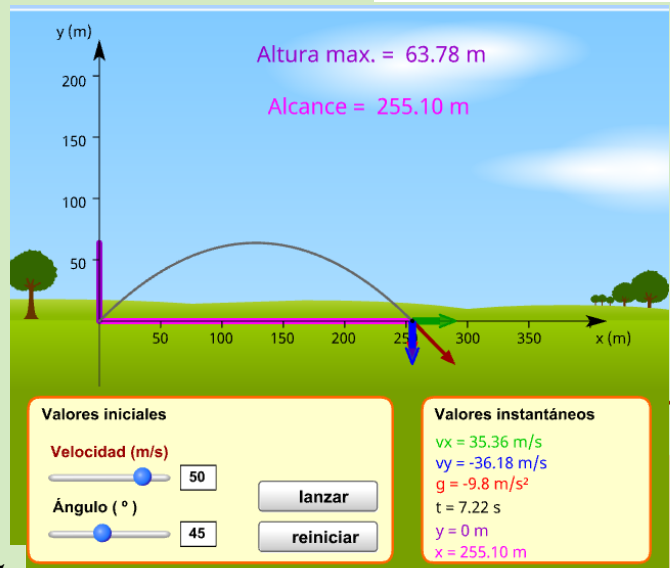 y (m)
Altura max. = 63.78 m
Alcance = 255.10 m
200
150
100
50
50 100 150 200 250 300 350 x (m)
Valores iniciales
Velocidad (m/s)
50
Ángulo ( º )
45
lanzar
reiniciar
Valores instantáneos
vx = 35.36 m/s
vy = -36.18 m/s
g = -9.8 m/s²
t = 7.22 s
y = 0 m
x = 255.10 m